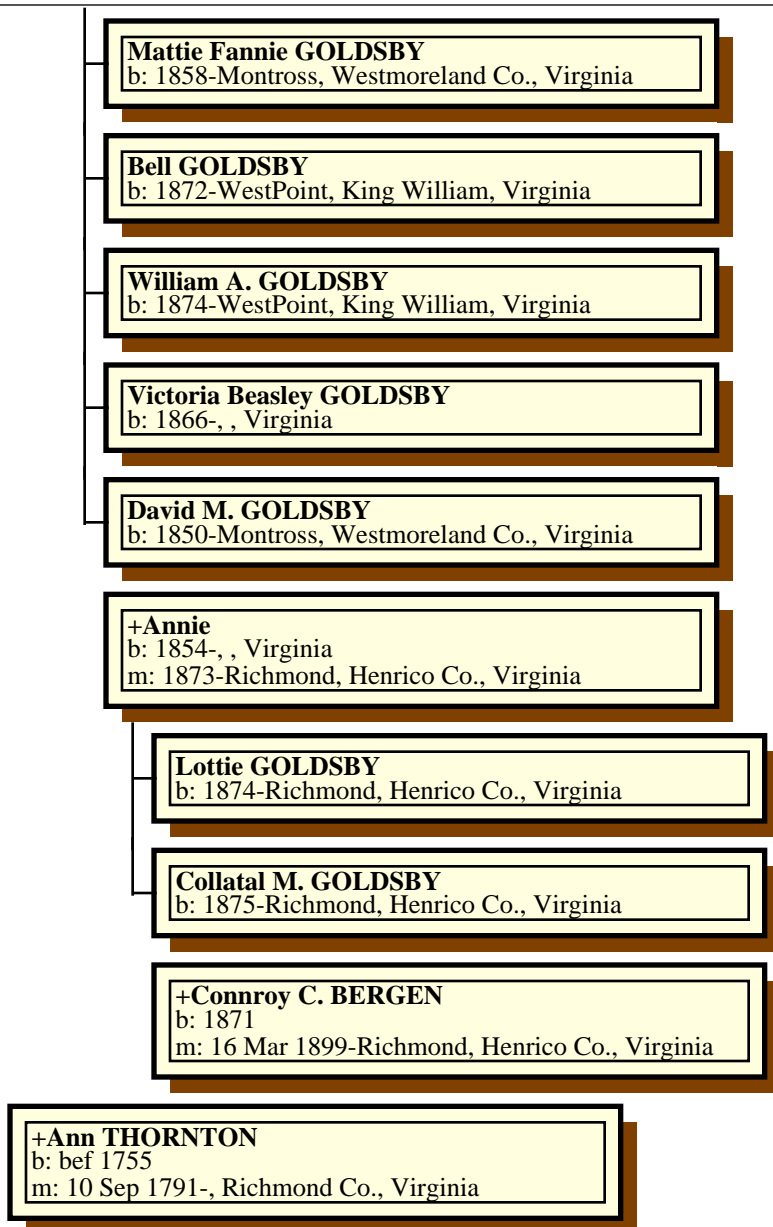 Mattie Fannie GOLDSBY
b: 1858-Montross, Westmoreland Co., Virginia
Bell GOLDSBY
b: 1872-WestPoint, King William, Virginia
William A. GOLDSBY
b: 1874-WestPoint, King William, Virginia
Victoria Beasley GOLDSBY
b: 1866-, , Virginia
David M. GOLDSBY
b: 1850-Montross, Westmoreland Co., Virginia
+Annie
b: 1854-, , Virginia
m: 1873-Richmond, Henrico Co., Virginia
Lottie GOLDSBY
b: 1874-Richmond, Henrico Co., Virginia
Collatal M. GOLDSBY
b: 1875-Richmond, Henrico Co., Virginia
+Connroy C. BERGEN
b: 1871
m: 16 Mar 1899-Richmond, Henrico Co., Virginia
+Ann THORNTON
b: bef 1755
m: 10 Sep 1791-, Richmond Co., Virginia